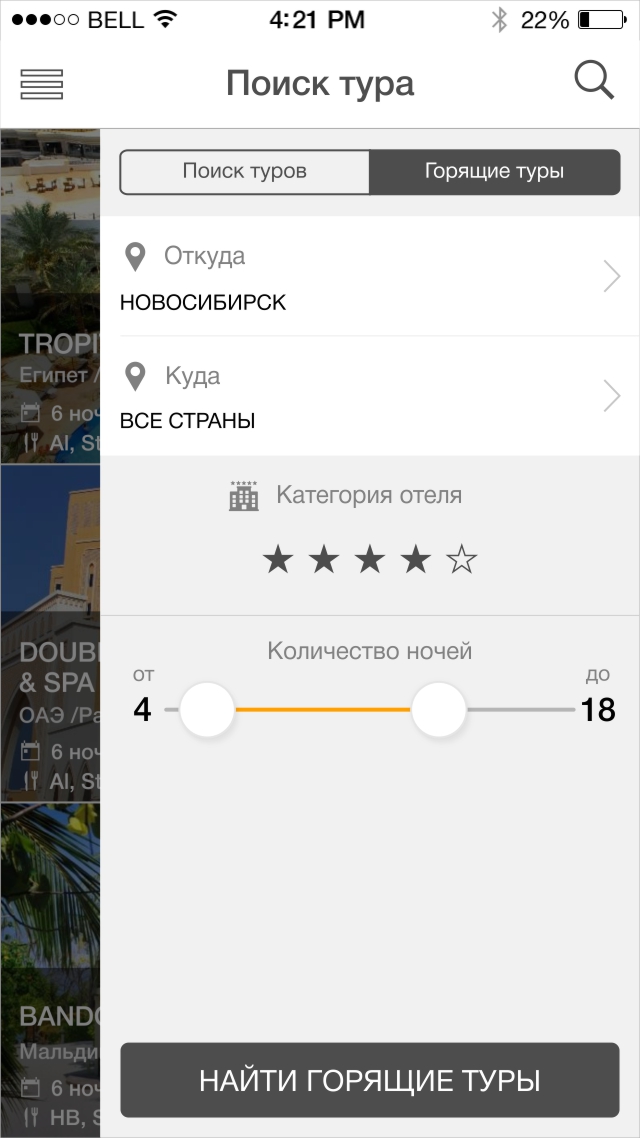 BELL 4:21 PM 22%
Поиск тура
Поиск туров Горящие туры
Откуда
НОВОСИБИРСК
Куда
ВСЕ СТРАНЫ
Категория отеля
Количество ночей
от до
4 18
НАЙТИ ГОРЯЩИЕ ТУРЫ
TROPI
Египет /
6 ноч
AI, St
DOUB
& SPA
ОАЭ /Ра
6 ноч
AI, St
BANDO
Мальди
6 ноч
HB, S